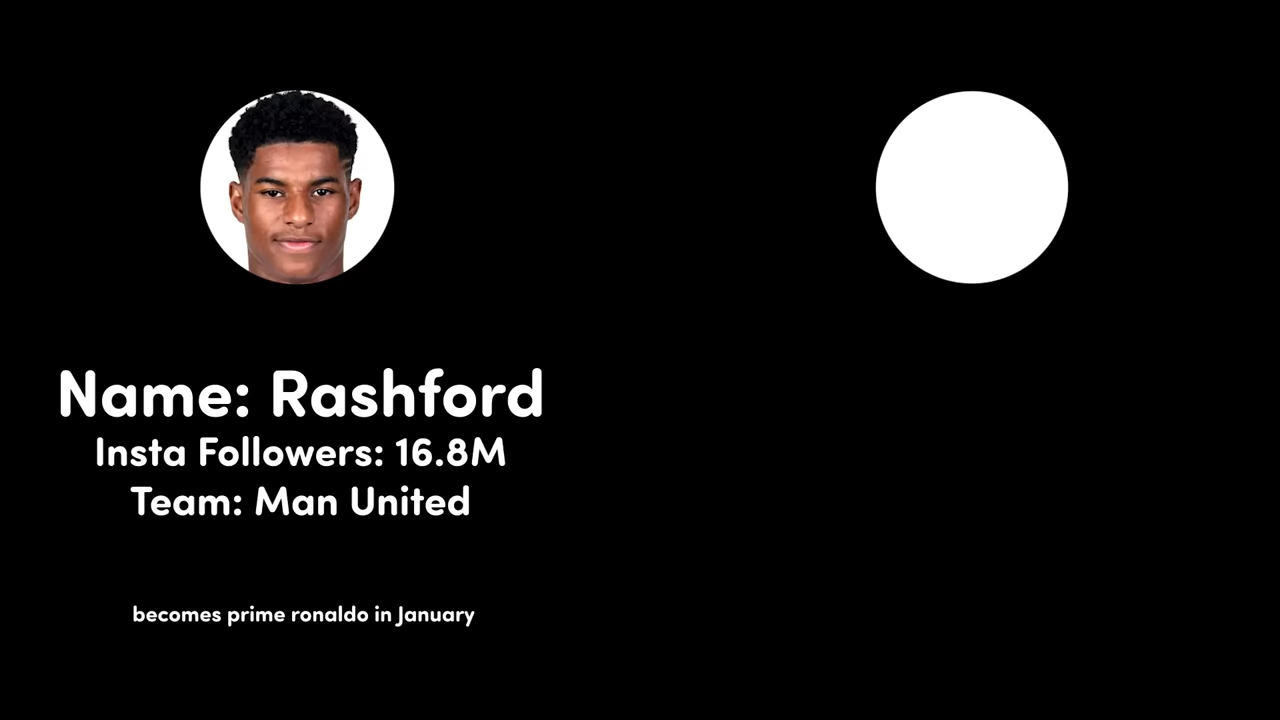 Name: Rashford
Insta Followers: 16.8M
Team: Man United
becomes prime ronaldo in January